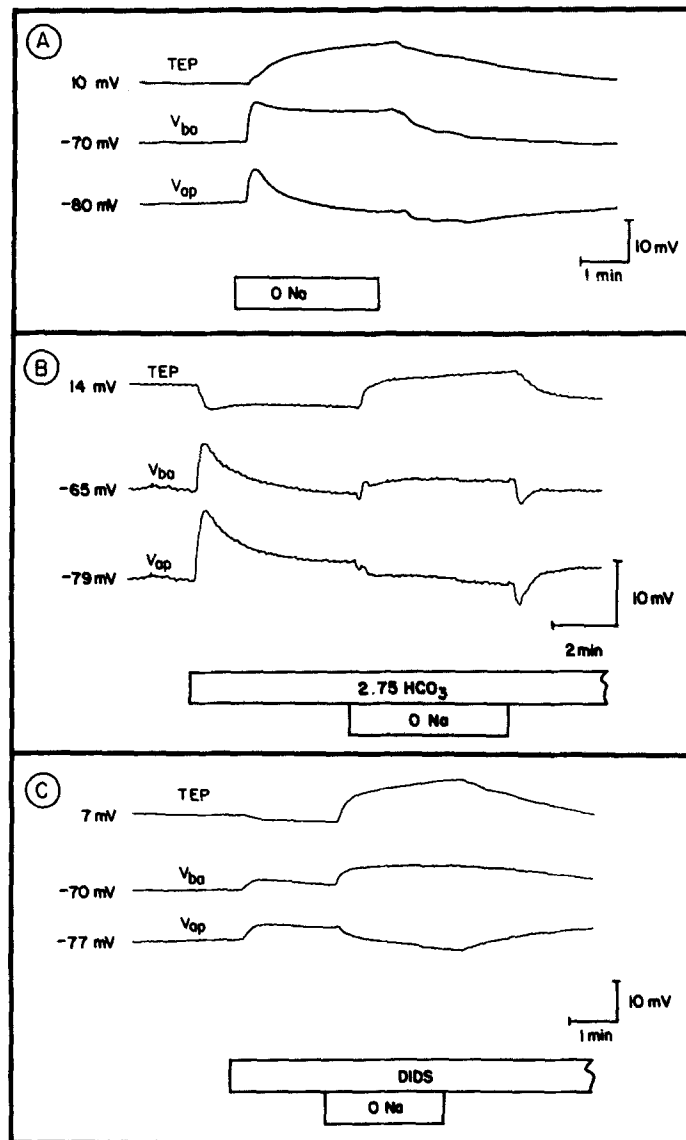 A
TEP
10 mV
Vba
-70 mV
Vap
-80 mV
10 mV
1 min
0 Na
B
TEP
14 mV
Vba
-65 mV
Vap
-79 mV
10 mV
2 min
2.75 HCO3
0 Na
C
TEP
7 mV
Vba
-70 mV
Vap
-77 mV
10 mV
1 min
DIDS
0 Na